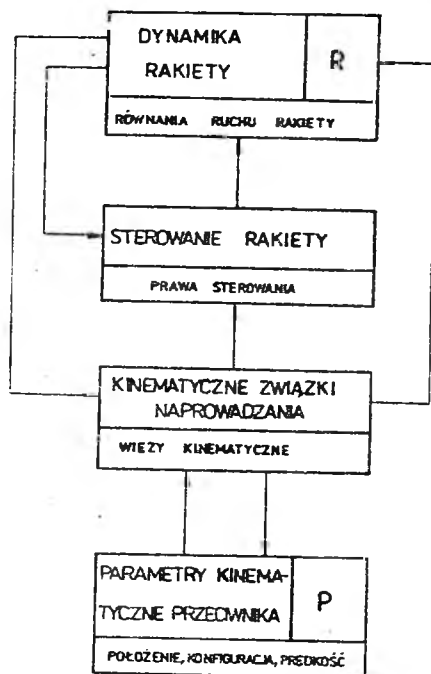 DYNAMIKA
RAKIETY
R
RÓWNANIA RUCHU RAKIETY
STEROWANIE RAKIETY
PRAWA STEROWANIA
KINEMATYCZNE ZWIĄZKI
NAPROWADZANIA
WIĘZY KINEMATYCZNE
PARAMETRY KINEMA-
TYCZNE PRZECIWNIKA
P
POŁOŻENIE, KONFIGURACJA, PRĘDKOŚĆ